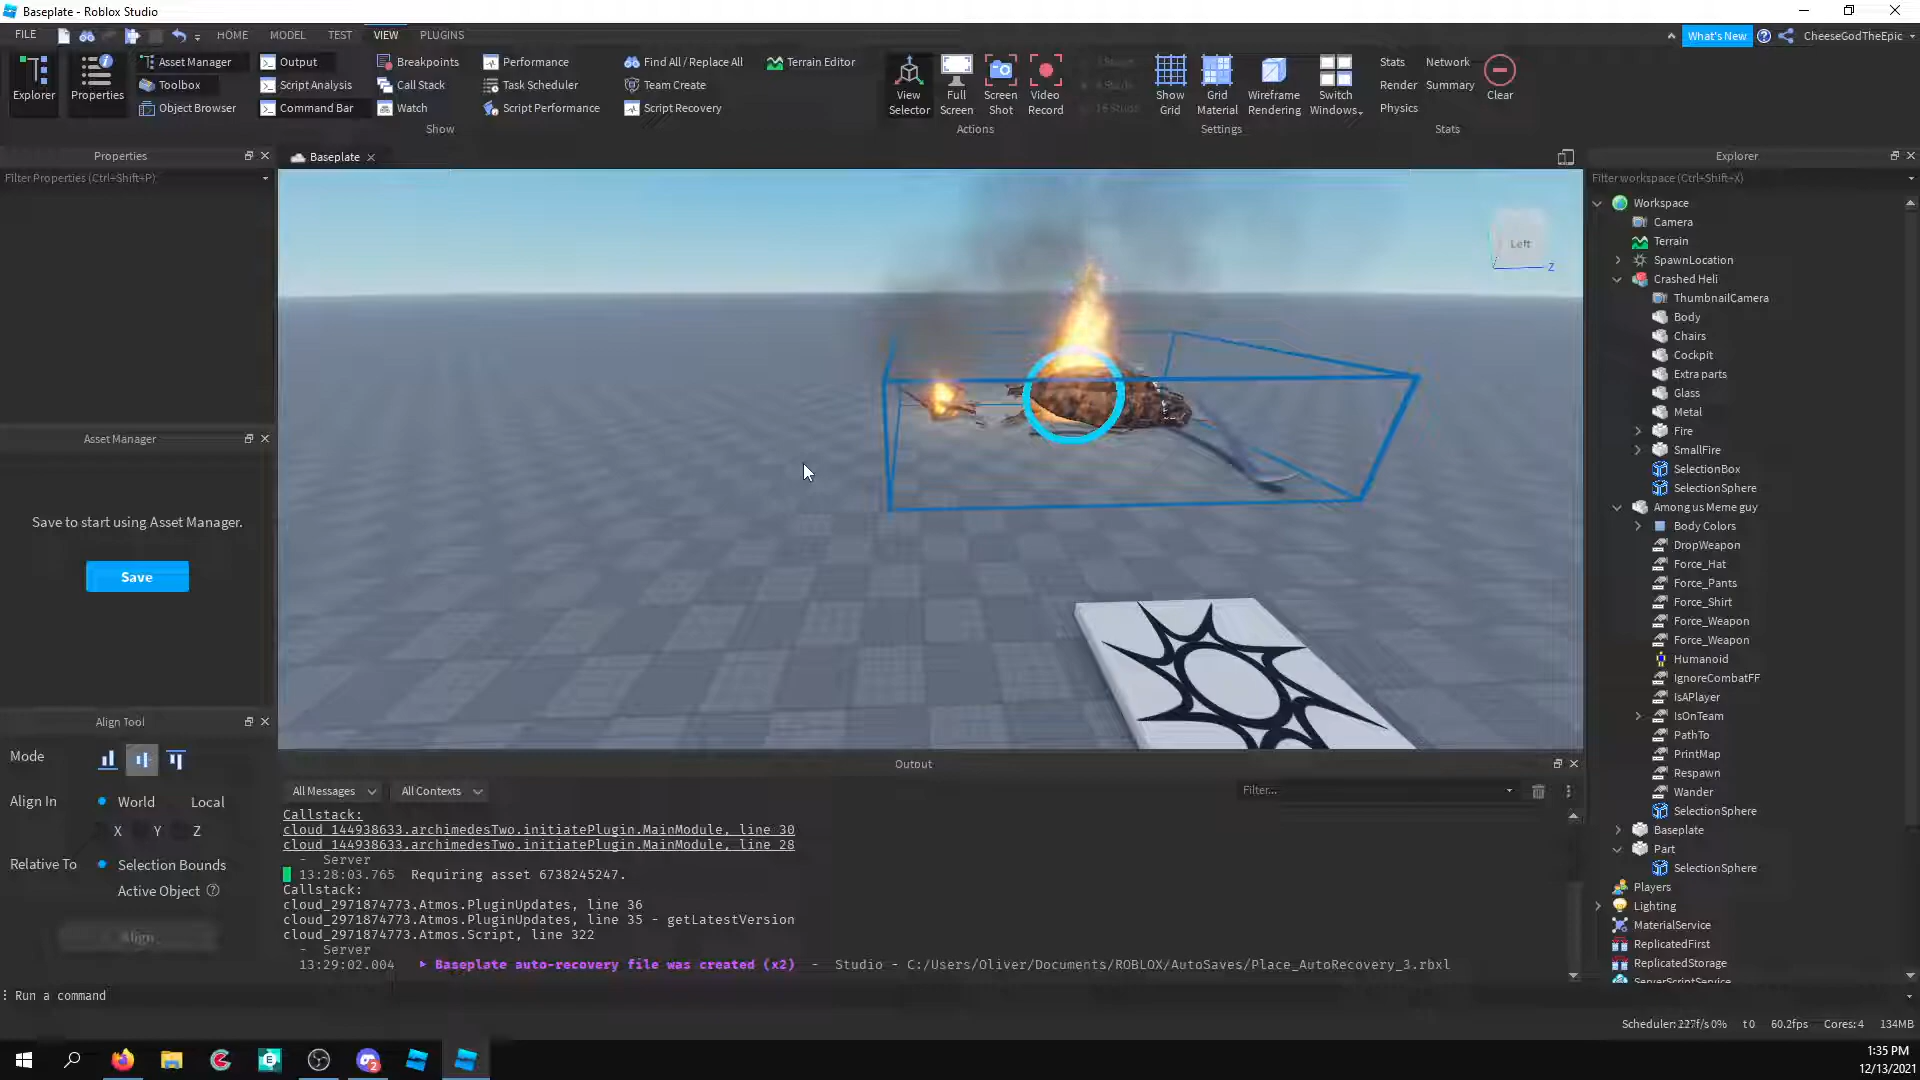 Baseplate - Roblox Studio
FILE
HOME
MODEL
TEST
VIEW
PLUGINS
What's New
CheeseGodTheEpic
Explorer
Properties
Asset Manager
Toolbox
Object Browser
Output
Script Analysis
Command Bar
Breakpoints
Call Stack
Watch
Performance
Task Scheduler
Script Performance
Find All / Replace All
Team Create
Script Recovery
Terrain Editor
Show
View
Selector
Full
Screen
Screen
Shot
Video
Record
Actions
Show
Grid
Grid
Material
Wireframe
Rendering
Switch
Windows
Settings
Stats
Network
Render
Summary
Physics
Clear
Stats
Properties
Filter Properties (Ctrl+Shift+P)
Asset Manager
Save to start using Asset Manager.
Save
Align Tool
Mode
Align In
World
Local
X
Y
Z
Relative To
Selection Bounds
Active Object
Align
Baseplate
Left
Z
Output
All Messages
All Contexts
Filter...
Callstack:
cloud_144938633.archimedesTwo.initiatePlugin.MainModule, line 30
cloud_144938633.archimedesTwo.initiatePlugin.MainModule, line 28
- Server
13:28:03.765 Requiring asset 6738245247.
Callstack:
cloud_2971874773.Atmos.PluginUpdates, line 36
cloud_2971874773.Atmos.PluginUpdates, line 35 - getLatestVersion
cloud_2971874773.Atmos.Script, line 322
- Server
13:29:02.004 Baseplate auto-recovery file was created (x2) - Studio - C:/Users/Oliver/Documents/ROBLOX/AutoSaves/Place_AutoRecovery_3.rbxl
Run a command
Explorer
Filter workspace (Ctrl+Shift+X)
Workspace
Camera
Terrain
SpawnLocation
Crashed Heli
ThumbnailCamera
Body
Chairs
Cockpit
Extra parts
Glass
Metal
Fire
SmallFire
SelectionBox
SelectionSphere
Among us Meme guy
Body Colors
DropWeapon
Force_Hat
Force_Pants
Force_Shirt
Force_Weapon
Force_Weapon
Humanoid
IgnoreCombatFF
IsAPlayer
IsOnTeam
PathTo
PrintMap
Respawn
Wander
SelectionSphere
Baseplate
Part
SelectionSphere
Players
Lighting
MaterialService
ReplicatedFirst
ReplicatedStorage
ServerScriptService
t 0
60.2fps
Cores: 4
134MB
1:35 PM
12/13/2021